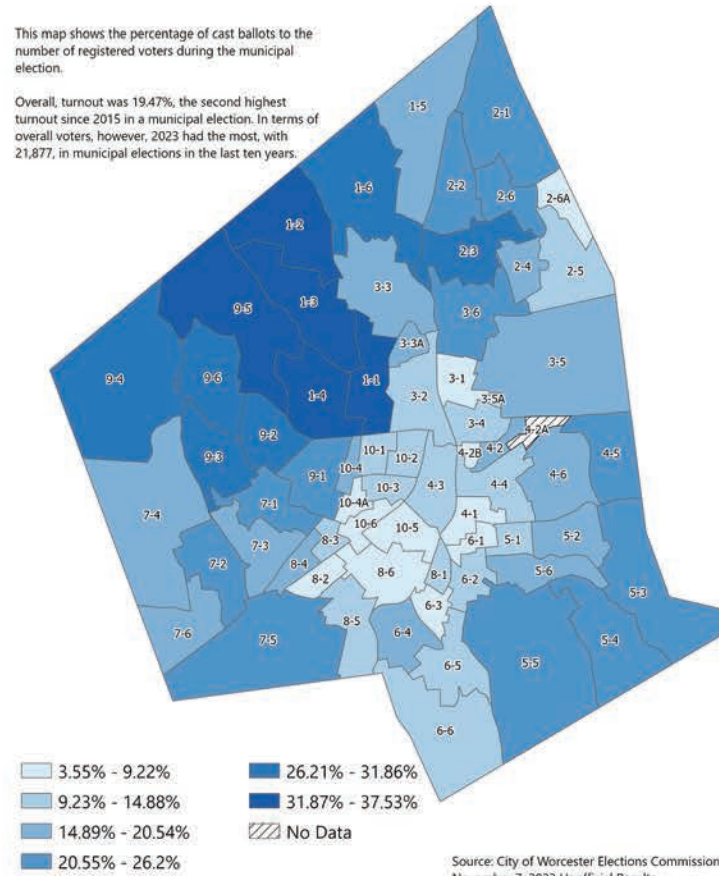 This map shows the percentage of cast ballots to the
number of registered voters during the municipal
election.
Overall, turnout was 19.47%, the second highest
turnout since 2015 in a municipal election. In terms of
overall voters, however, 2023 had the most, with
21,877, in municipal elections in the last ten years.
1-5
2-1
1-6
2-2
2-6
2-6A
1-2
2-3
2-4
2-5
3-3
1-3
9-5
3-6
3-3A
3-5
9-4
9-6
1-1
3-1
1-4
3-2
3-5A
3-4
4-2A
9-2
4-2
4-2B
4-5
9-3
10-1
10-2
9-1
10-4
4-6
10-3
4-3
4-4
7-1
10-4A
7-4
4-1
10-6
10-5
5-2
8-3
6-1
5-1
7-3
7-2
8-4
8-6
5-6
8-2
8-1
6-2
5-3
6-3
8-5
7-6
6-4
7-5
5-4
6-5
5-5
6-6
3.55% - 9.22%
9.23% - 14.88%
14.89% - 20.54%
20.55% - 26.2%
26.21% - 31.86%
31.87% - 37.53%
No Data
Source: City of Worcester Elections Commission